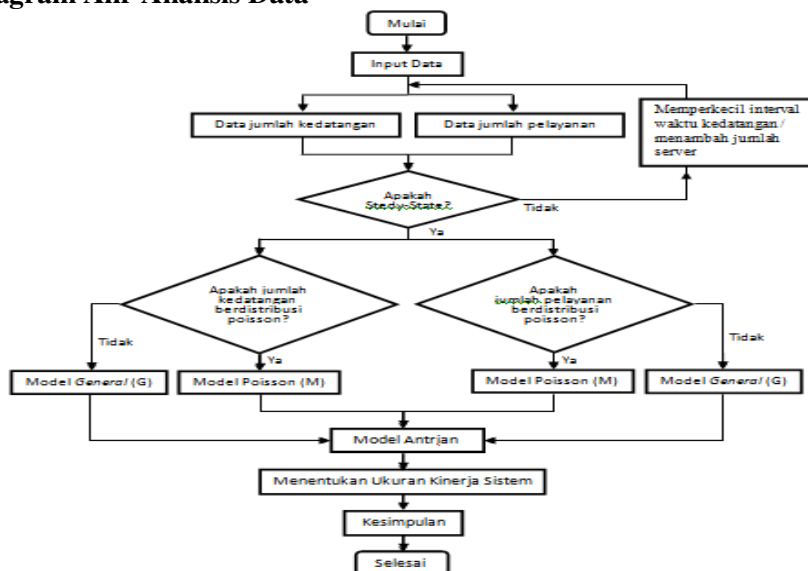 Diagram Alir Analisis Data
Mulai
Input Data
Data jumlah kedatangan
Data jumlah pelayanan
Memperkecil interval
waktu kedatangan/
menambah jumlah
server
Apakah
Stedy-State?
Tidak
Ya
Apakah jumlah
kedatangan
berdistribusi
poisson?
Apakah
jumlah pelayanan
berdistribusi
poisson?
Tidak
Ya
Ya
Tidak
Model General (G)
Model Poisson (M)
Model Poisson (M)
Model General (G)
Model Antrian
Menentukan Ukuran Kinerja Sistem
Kesimpulan
Selesai